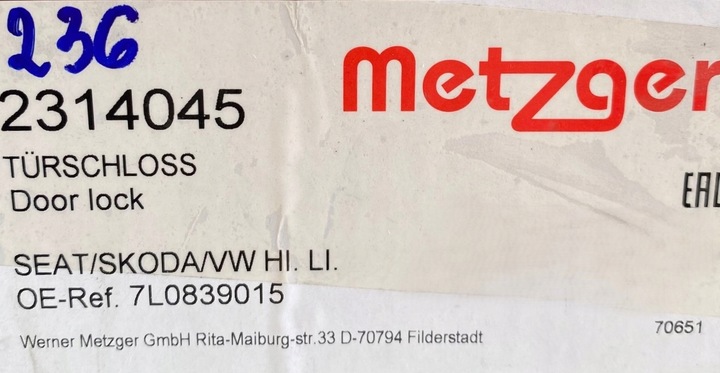 236
Metzger
2314045
TÜRSCHLOSS
Door lock
EAC
SEAT/SKODA/VW HI. LI.
OE-Ref. 7L0839015
70651
Werner Metzger GmbH Rita-Maiburg-str.33 D-70794 Filderstadt